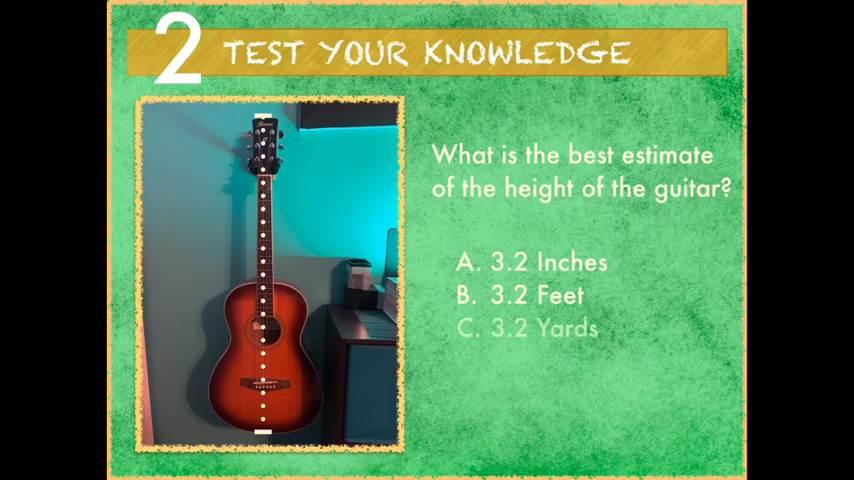 2 TEST YOUR KNOWLEDGE
What is the best estimate
of the height of the guitar?
A. 3.2 Inches
B. 3.2 Feet
C. 3.2 Yards